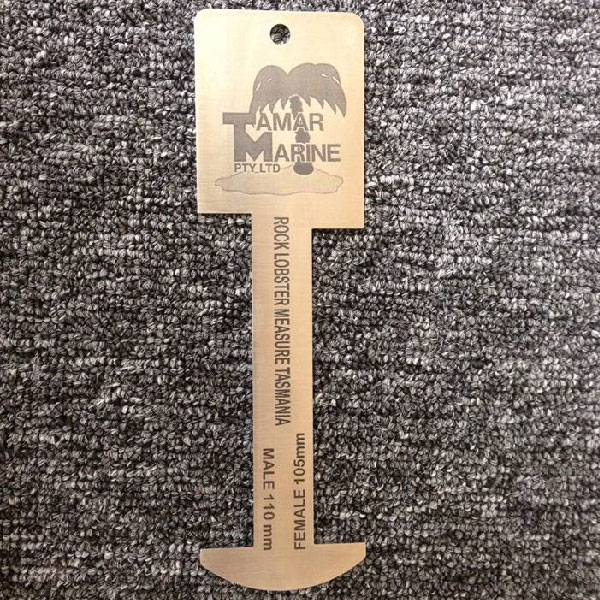 TAMAR
MARINE
PTY.LTD
ROCK LOBSTER MEASURE TASMANIA
MALE 110 mm
FEMALE 105mm